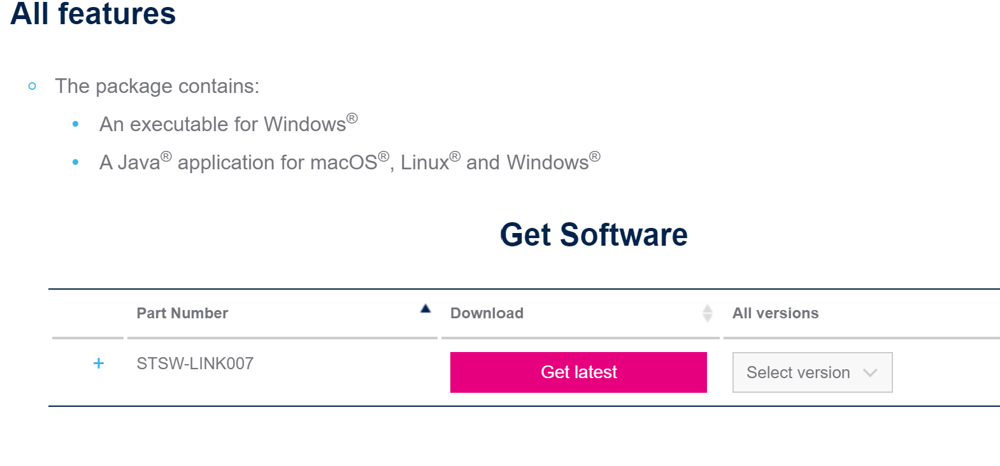 All features
The package contains:
An executable for Windows®
A Java® application for macOS®, Linux® and Windows®
Get Software
Part Number Download All versions
+ STSW-LINK007 Get latest Select version